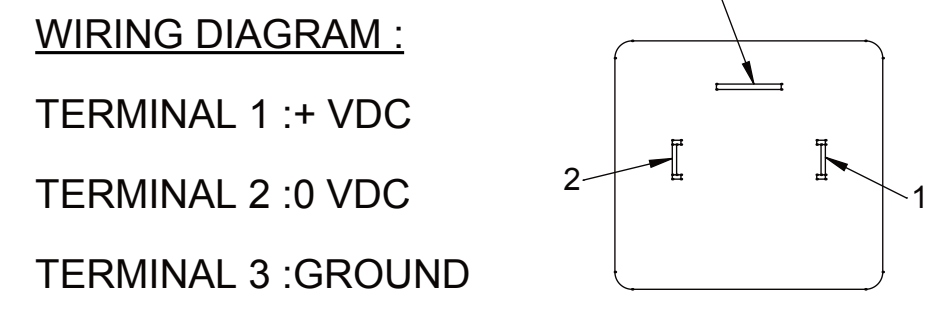 WIRING DIAGRAM :
TERMINAL 1 :+ VDC
TERMINAL 2 :0 VDC
TERMINAL 3 :GROUND
2
1